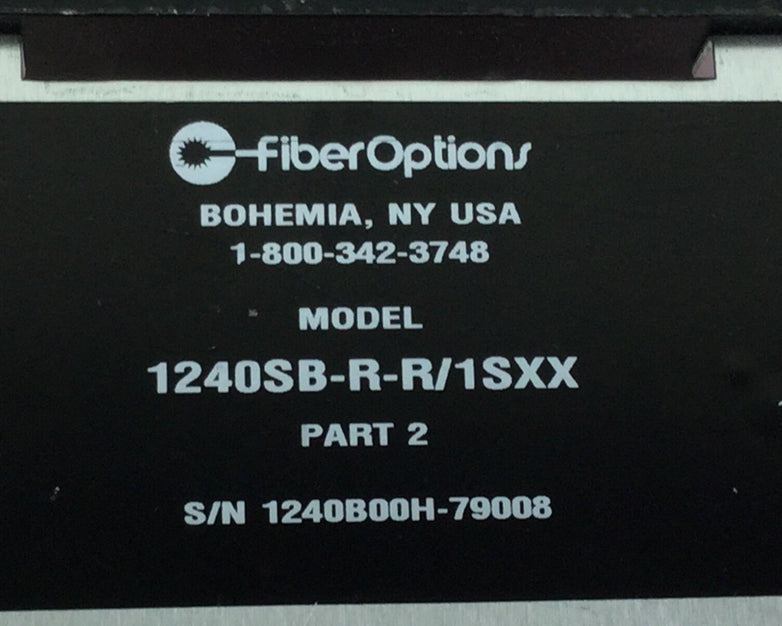 fiberOptions
BOHEMIA, NY USA
1-800-342-3748
MODEL
1240SB-R-R/1SXX
PART 2
S/N 1240B00H-79008